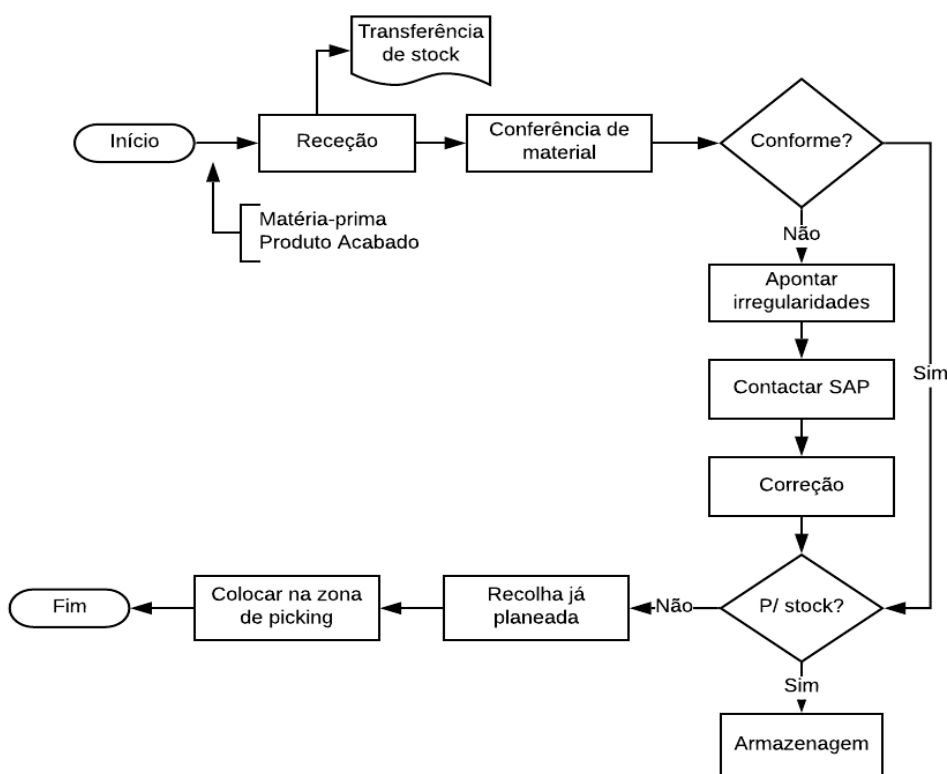 Transferência
de stock
Início
Receção
Conferência de
material
Conforme?
Matéria-prima
Produto Acabado
Não
Apontar
irregularidades
Sim
Contactar SAP
Correção
P/ stock?
Não
Recolha já
planeada
Colocar na zona
de picking
Fim
Sim
Armazenagem